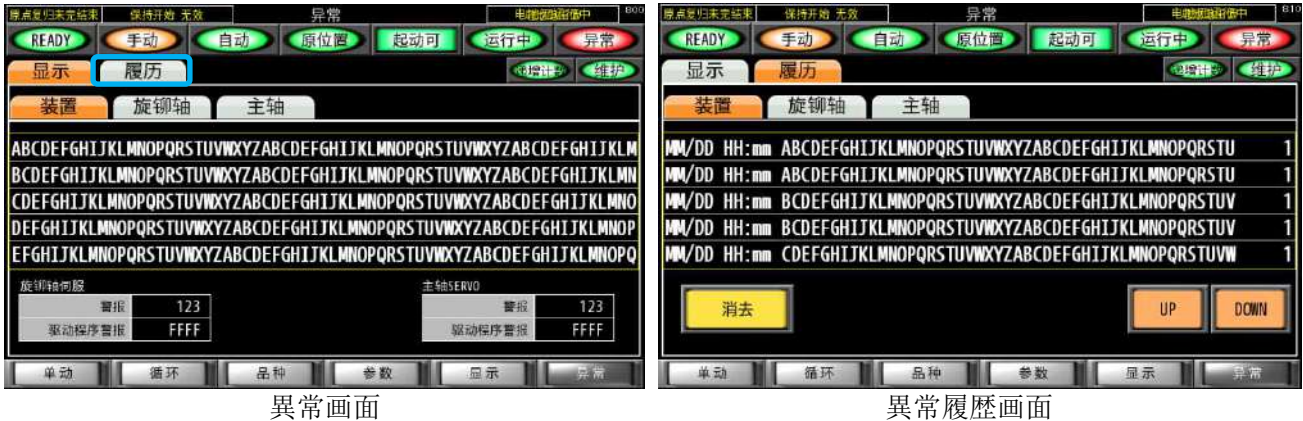 原点复归未完结束 保持开始 无效 异常 800
READY 手动 自动 原位置 起动可 运行中 异常
显示 履历 维护
装置 旋铆轴 主轴
ABCDEFGHIJKLMNOPQRSTUVWXYZABCDEFGHIJKLMNOPQRSTUVWXYZABCDEFGHIJKLM
BCDEFGHIJKLMNOPQRSTUVWXYZABCDEFGHIJKLMNOPQRSTUVWXYZABCDEFGHIJKLMN
CDEFGHIJKLMNOPQRSTUVWXYZABCDEFGHIJKLMNOPQRSTUVWXYZABCDEFGHIJKLMNO
DEFGHIJKLMNOPQRSTUVWXYZABCDEFGHIJKLMNOPQRSTUVWXYZABCDEFGHIJKLMNOP
EFGHIJKLMNOPQRSTUVWXYZABCDEFGHIJKLMNOPQRSTUVWXYZABCDEFGHIJKLMNOPQ
旋铆轴伺服 主轴SERVO
警报 123 警报 123
驱动程序警报 FFFF 驱动程序警报 FFFF
单动 循环 品种 参数 显示 异常
異常画面
原点复归未完结束 保持开始 无效 异常 810
READY 手动 自动 原位置 起动可 运行中 异常
显示 履历 维护
装置 旋铆轴 主轴
MM/DD HH:mm ABCDEFGHIJKLMNOPQRSTUVWXYZABCDEFGHIJKLMNOPQRSTU 1
MM/DD HH:mm ABCDEFGHIJKLMNOPQRSTUVWXYZABCDEFGHIJKLMNOPQRSTU 1
MM/DD HH:mm BCDEFGHIJKLMNOPQRSTUVWXYZABCDEFGHIJKLMNOPQRSTUV 1
MM/DD HH:mm BCDEFGHIJKLMNOPQRSTUVWXYZABCDEFGHIJKLMNOPQRSTUV 1
MM/DD HH:mm CDEFGHIJKLMNOPQRSTUVWXYZABCDEFGHIJKLMNOPQRSTUVW 1
消去 UP DOWN
单动 循环 品种 参数 显示 异常
異常履歴画面